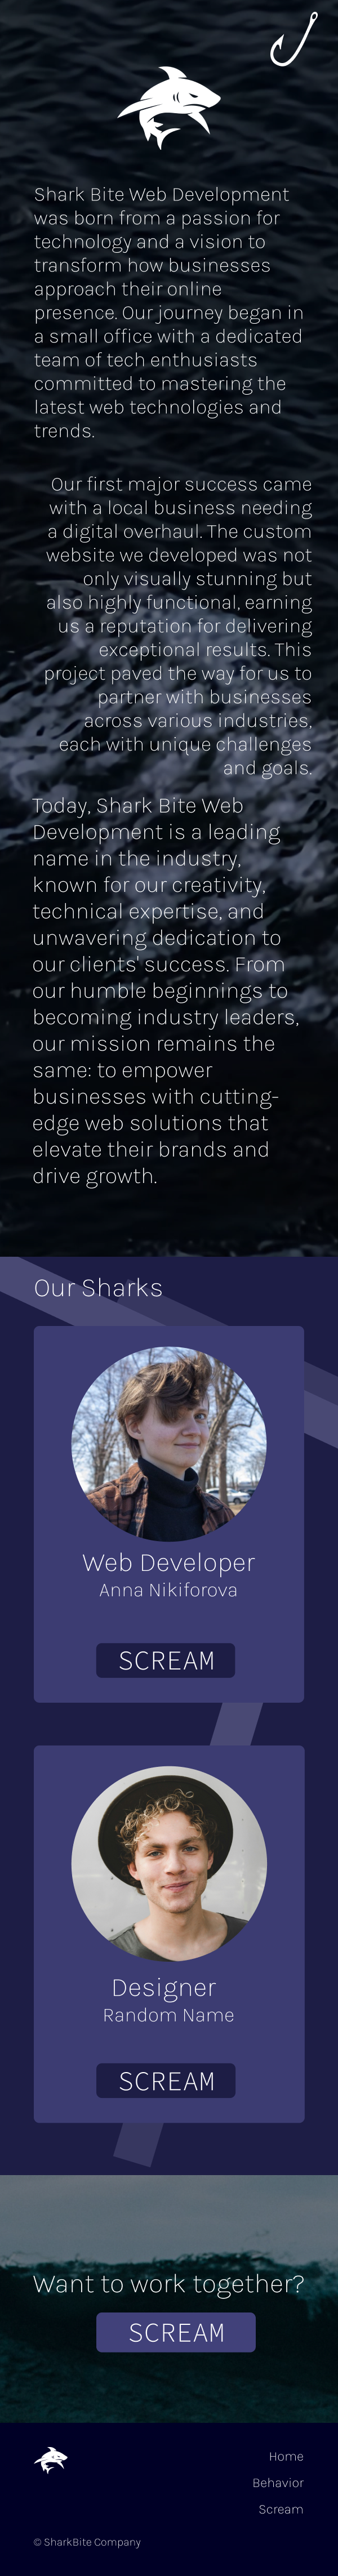 Shark Bite Web Development
was born from a passion for
technology and a vision to
transform how businesses
approach their online
presence. Our journey began in
a small office with a dedicated
team of tech enthusiasts
committed to mastering the
latest web technologies and
trends.
Our first major success came
with a local business needing
a digital overhaul. The custom
website we developed was not
only visually stunning but
also highly functional, earning
us a reputation for delivering
exceptional results. This
project paved the way for us to
partner with businesses
across various industries,
each with unique challenges
and goals.
Today, Shark Bite Web
Development is a leading
name in the industry,
known for our creativity,
technical expertise, and
unwavering dedication to
our clients' success. From
our humble beginnings to
becoming industry leaders,
our mission remains the
same: to empower
businesses with cutting-
edge web solutions that
elevate their brands and
drive growth.
Our Sharks
Web Developer
Anna Nikiforova
SCREAM
Designer
Random Name
SCREAM
Want to work together?
SCREAM
Home
Behavior
Scream
© SharkBite Company